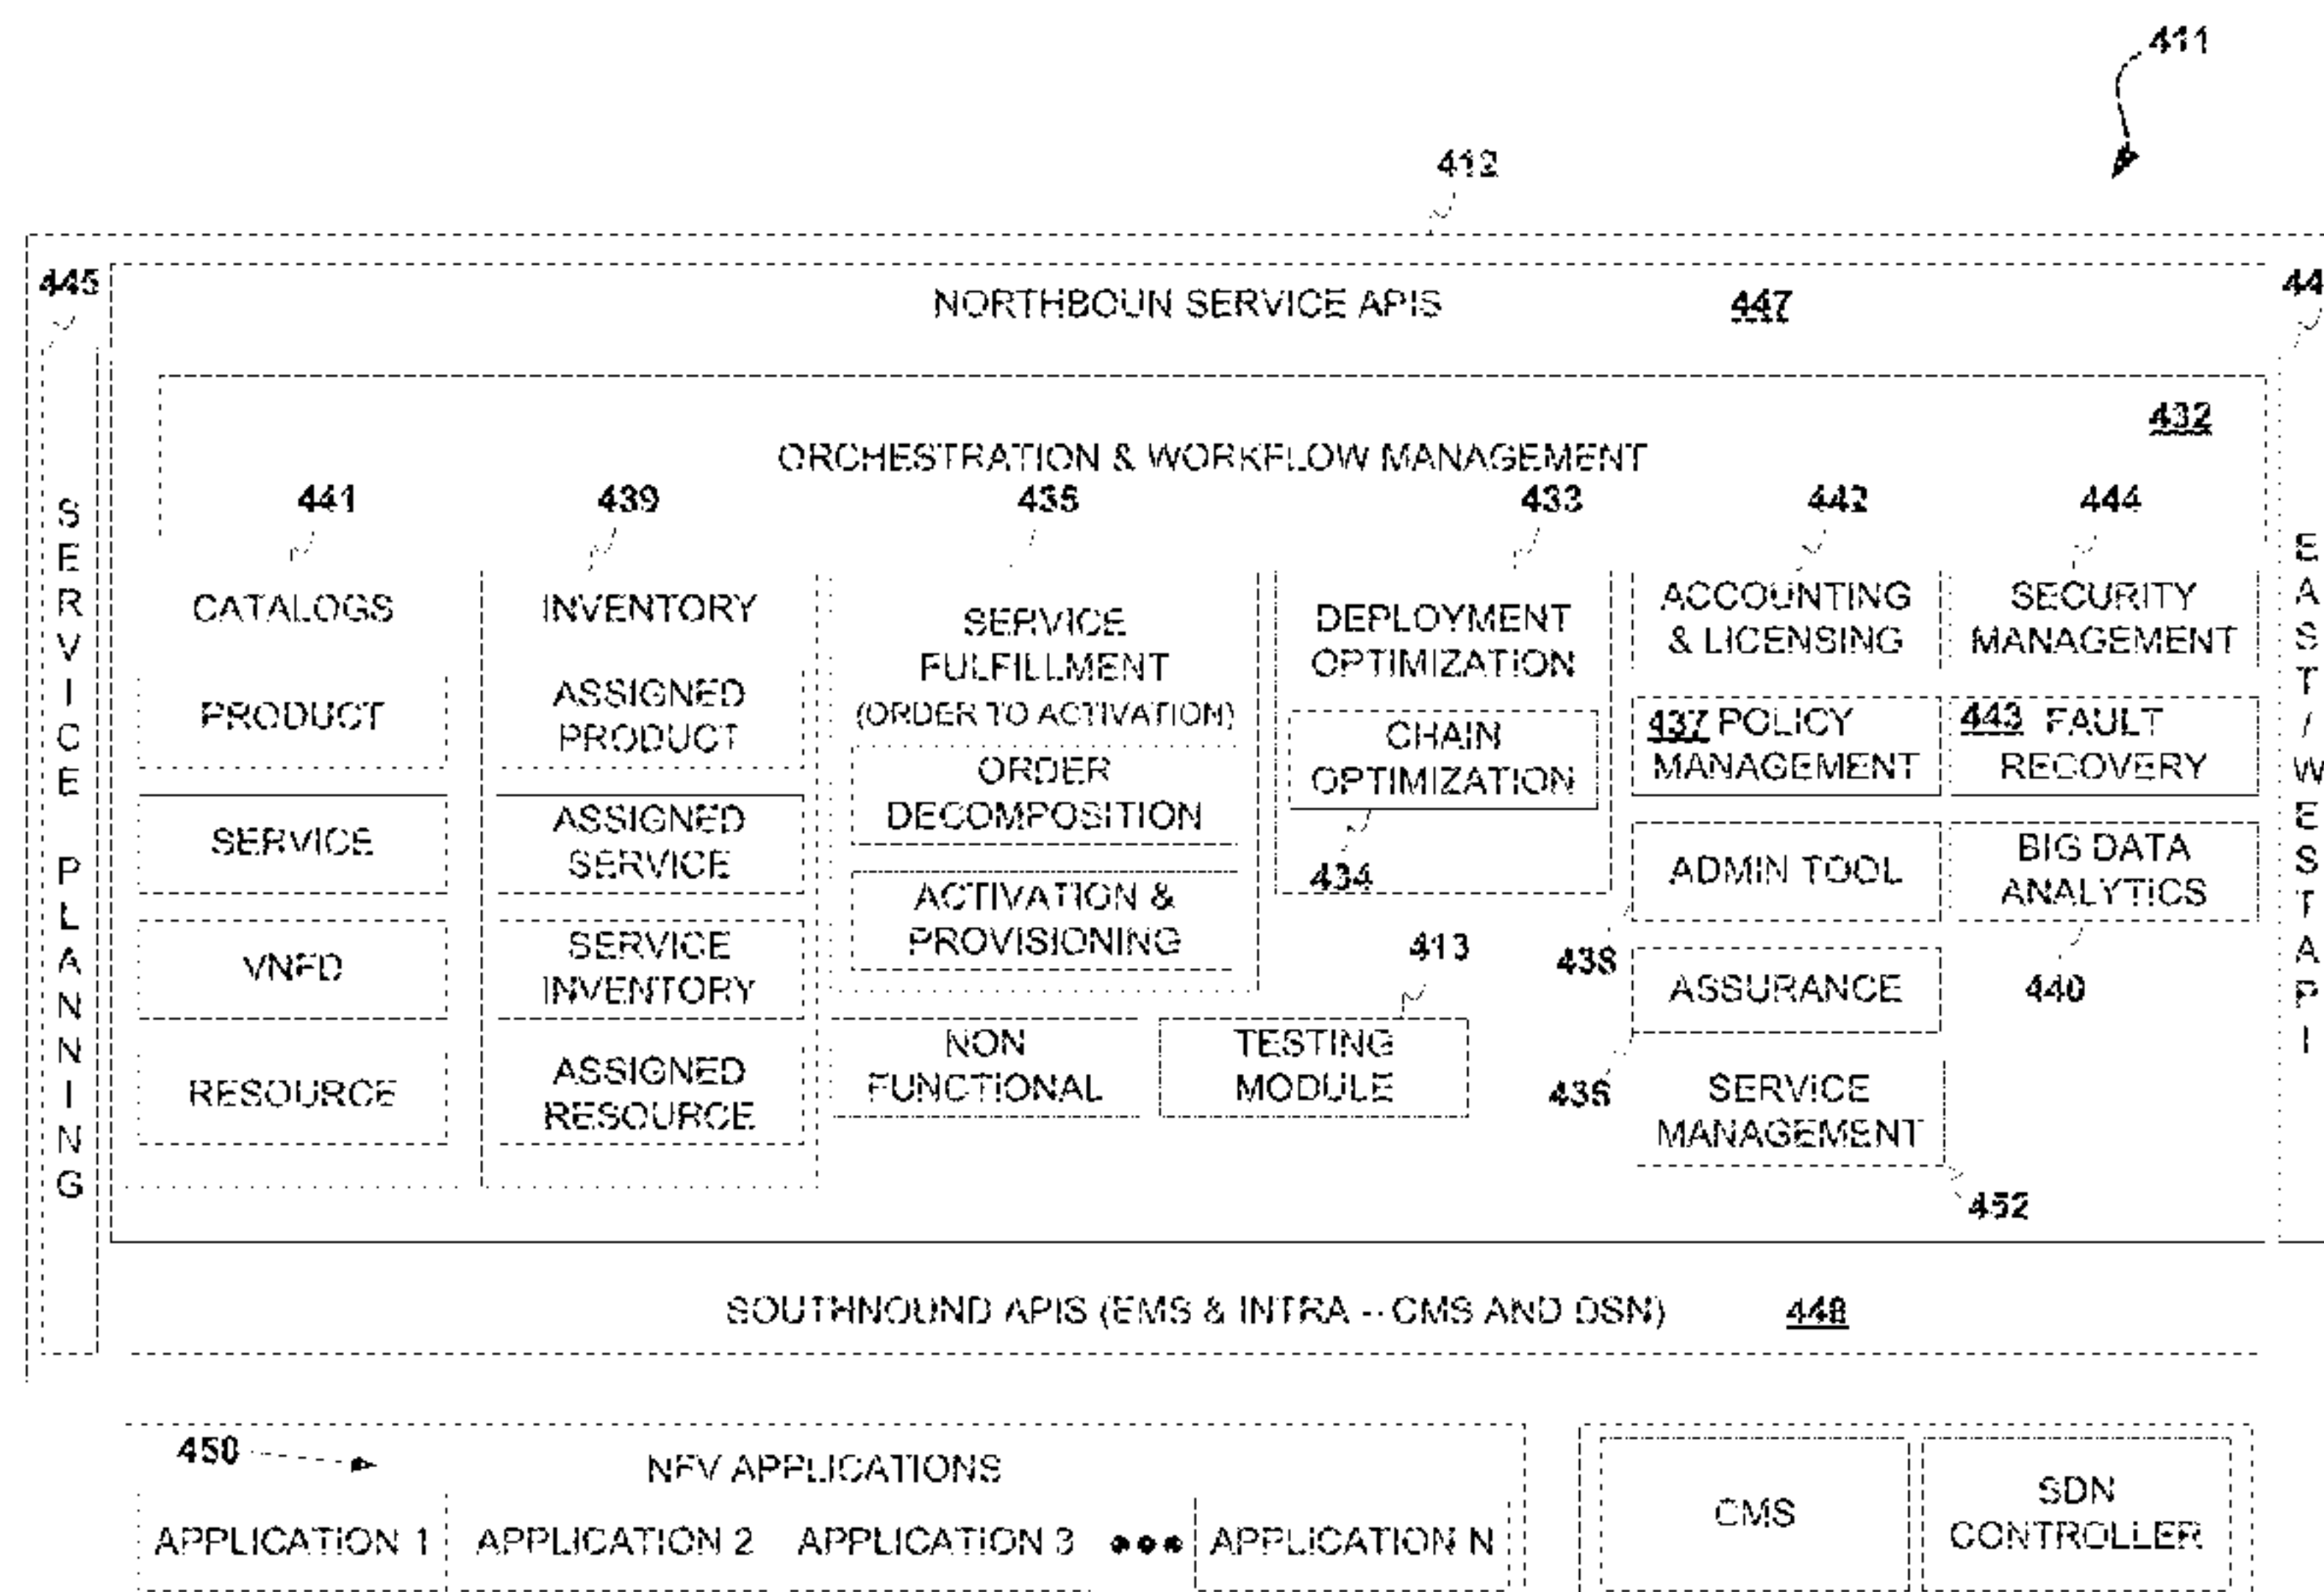 411
412
445
44
NORTHBOUN SERVICE APIS 447
432
ORCHESTRATION & WORKFLOW MANAGEMENT
SERVICE PLANNING
EAST/WEST API
441
CATALOGS
PRODUCT
SERVICE
VNFD
RESOURCE
439
INVENTORY
ASSIGNED
PRODUCT
ASSIGNED
SERVICE
SERVICE
INVENTORY
ASSIGNED
RESOURCE
435
SERVICE
FULFILLMENT
(ORDER TO ACTIVATION)
ORDER
DECOMPOSITION
ACTIVATION &
PROVISIONING
NON
FUNCTIONAL
433
DEPLOYMENT
OPTIMIZATION
CHAIN
OPTIMIZATION
434
413
TESTING
MODULE
442
ACCOUNTING
& LICENSING
437 POLICY
MANAGEMENT
ADMIN TOOL
438
ASSURANCE
436
SERVICE
MANAGEMENT
452
444
SECURITY
MANAGEMENT
443 FAULT
RECOVERY
BIG DATA
ANALYTICS
440
SOUTHNOUND APIS (EMS & INTRA -- CMS AND DSN) 448
450
NFV APPLICATIONS
APPLICATION 1 APPLICATION 2 APPLICATION 3 ••• APPLICATION N
CMS
SDN
CONTROLLER